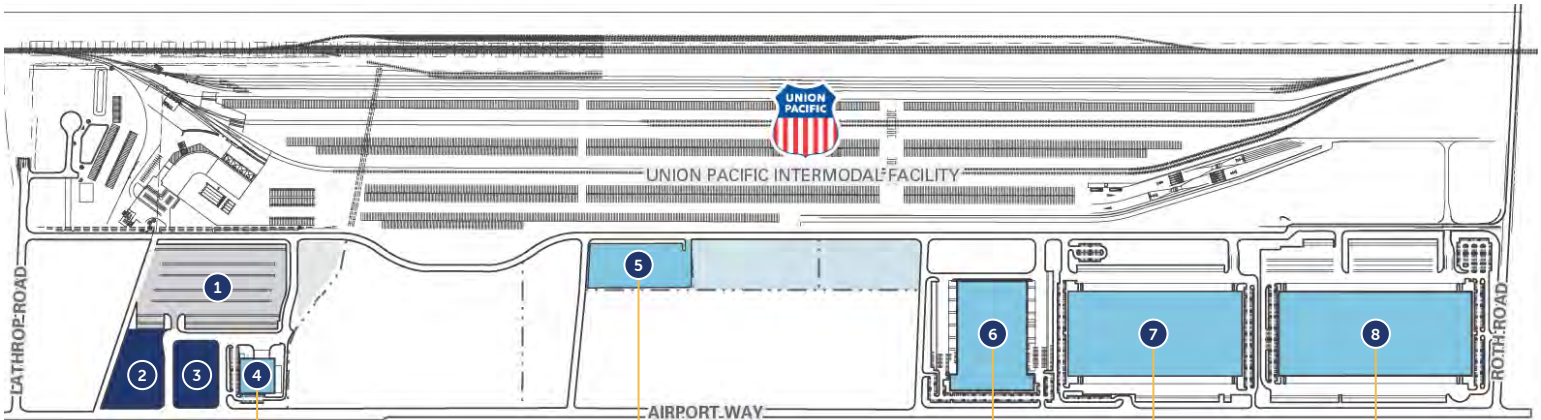 UNION
PACIFIC
UNION PACIFIC INTERMODAL FACILITY
LATHROP ROAD
ROTH ROAD
1
2
3
4
5
6
7
8
AIRPORT WAY